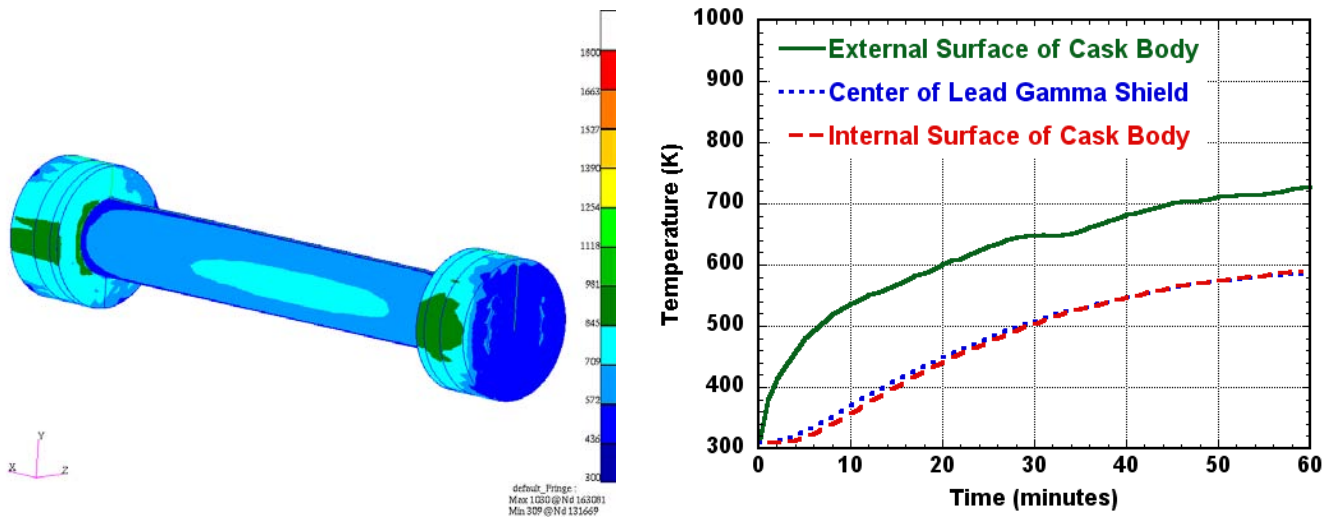 1800
1663
1527
1390
1254
1118
981
845
709
572
436
300
Y
X
Z
default_Fringe :
Max 1030 @Nd 163081
Min 309 @Nd 131669
1000
900
800
700
600
500
400
300
Temperature (K)
External Surface of Cask Body
Center of Lead Gamma Shield
Internal Surface of Cask Body
0 10 20 30 40 50 60
Time (minutes)